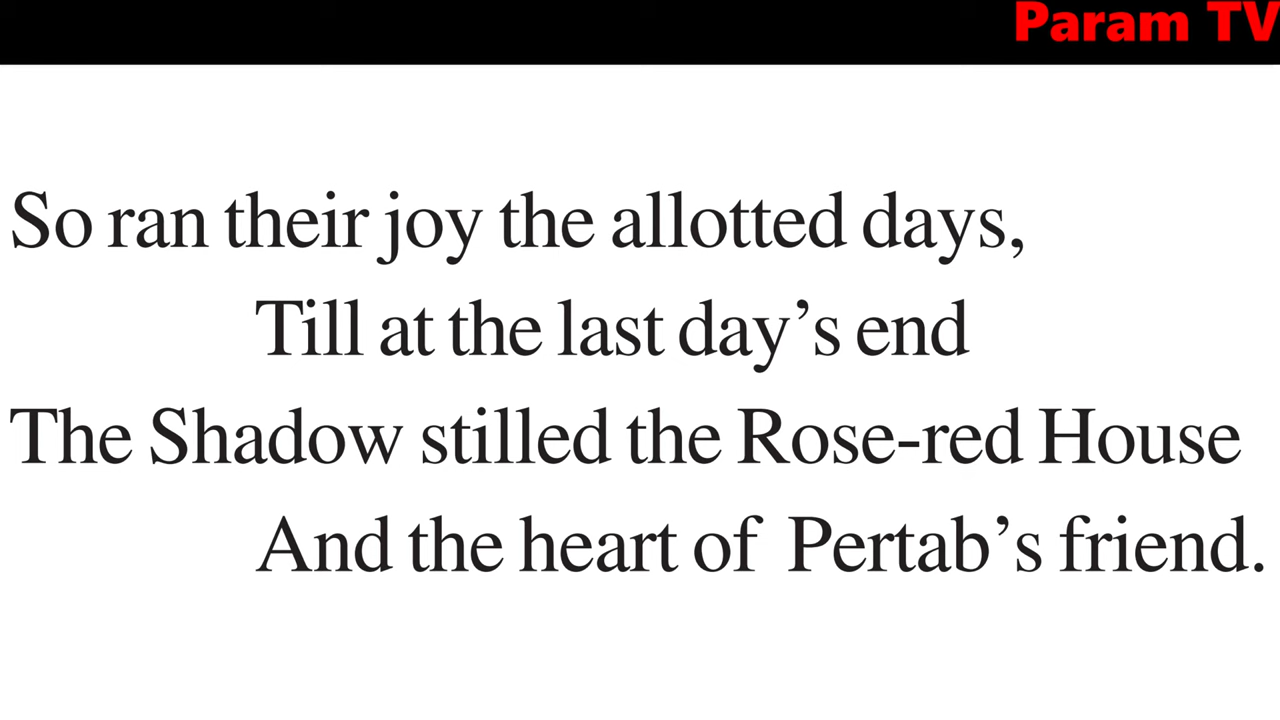 Param TV
So ran their joy the allotted days,
Till at the last day’s end
The Shadow stilled the Rose-red House
And the heart of Pertab’s friend.